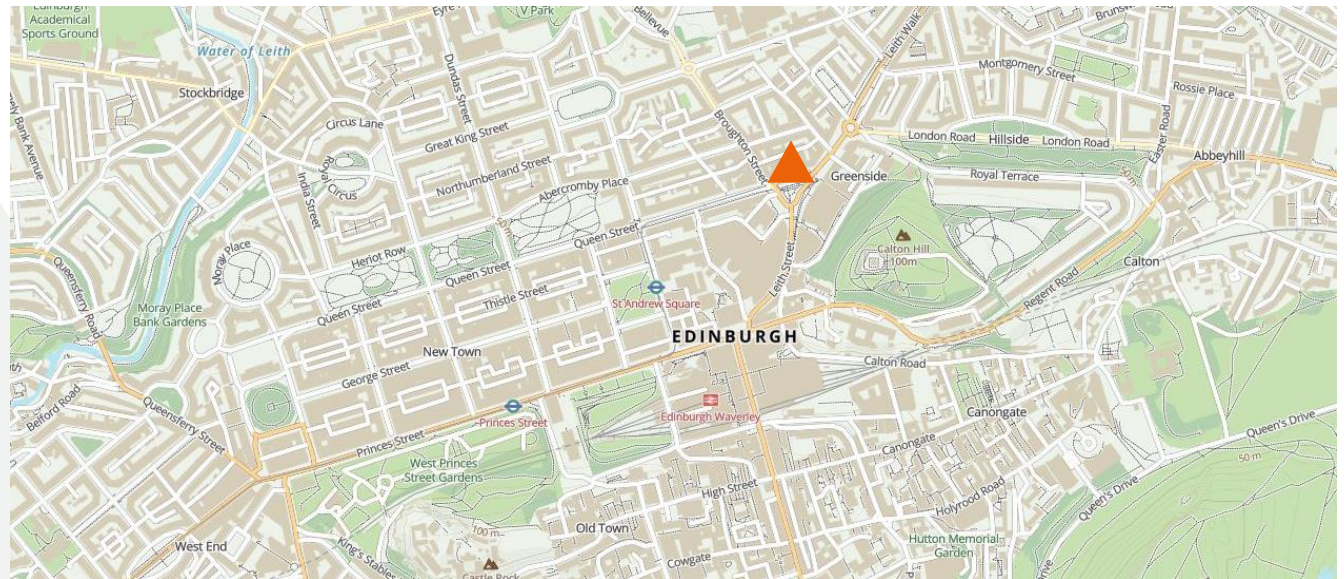 Academical
Sports Ground
V Park
Bellevue
Leith Walk
Water of Leith
Dundas Street
Montgomery Street
Rossie Place
Stockbridge
Circus Lane
Great King Street
Broughton Street
London Road
Hillside
London Road
Easter Road
Abbeyhill
Royal Circus
India Street
Northumberland Street
Abercromby Place
Greenside
Royal Terrace
50 m
Moray Place
Heriot Row
Queen Street
Queen Street
Queen Street
Calton Hill
100m
Calton
Leith Street
Regent Road
Queensferry Road
Moray Place
Bank Gardens
Thistle Street
St Andrew Square
EDINBURGH
New Town
George Street
Calton Road
Belford Road
Queensferry Street
Princes Street
Princes Street
Edinburgh Waverley
Canongate
Canongate
Queen's Drive
50 m
West Princes
Street Gardens
High Street
Holyrood Road
Queen's Drive
Old Town
100 m
West End
King's Stables
Cowgate
Hutton Memorial
Garden
Castle Rock